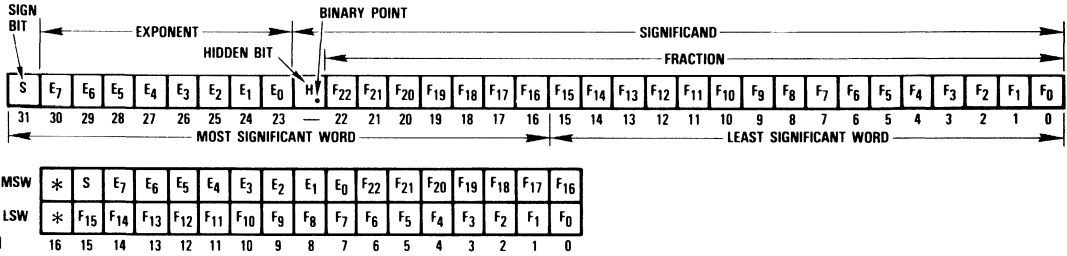 SIGN BIT
EXPONENT
HIDDEN BIT
BINARY POINT
SIGNIFICAND
FRACTION
S E7 E6 E5 E4 E3 E2 E1 E0 H . F22 F21 F20 F19 F18 F17 F16 F15 F14 F13 F12 F11 F10 F9 F8 F7 F6 F5 F4 F3 F2 F1 F0
31 30 29 28 27 26 25 24 23 — 22 21 20 19 18 17 16 15 14 13 12 11 10 9 8 7 6 5 4 3 2 1 0
MOST SIGNIFICANT WORD
LEAST SIGNIFICANT WORD
MSW * S E7 E6 E5 E4 E3 E2 E1 E0 F22 F21 F20 F19 F18 F17 F16
LSW * F15 F14 F13 F12 F11 F10 F9 F8 F7 F6 F5 F4 F3 F2 F1 F0
16 15 14 13 12 11 10 9 8 7 6 5 4 3 2 1 0